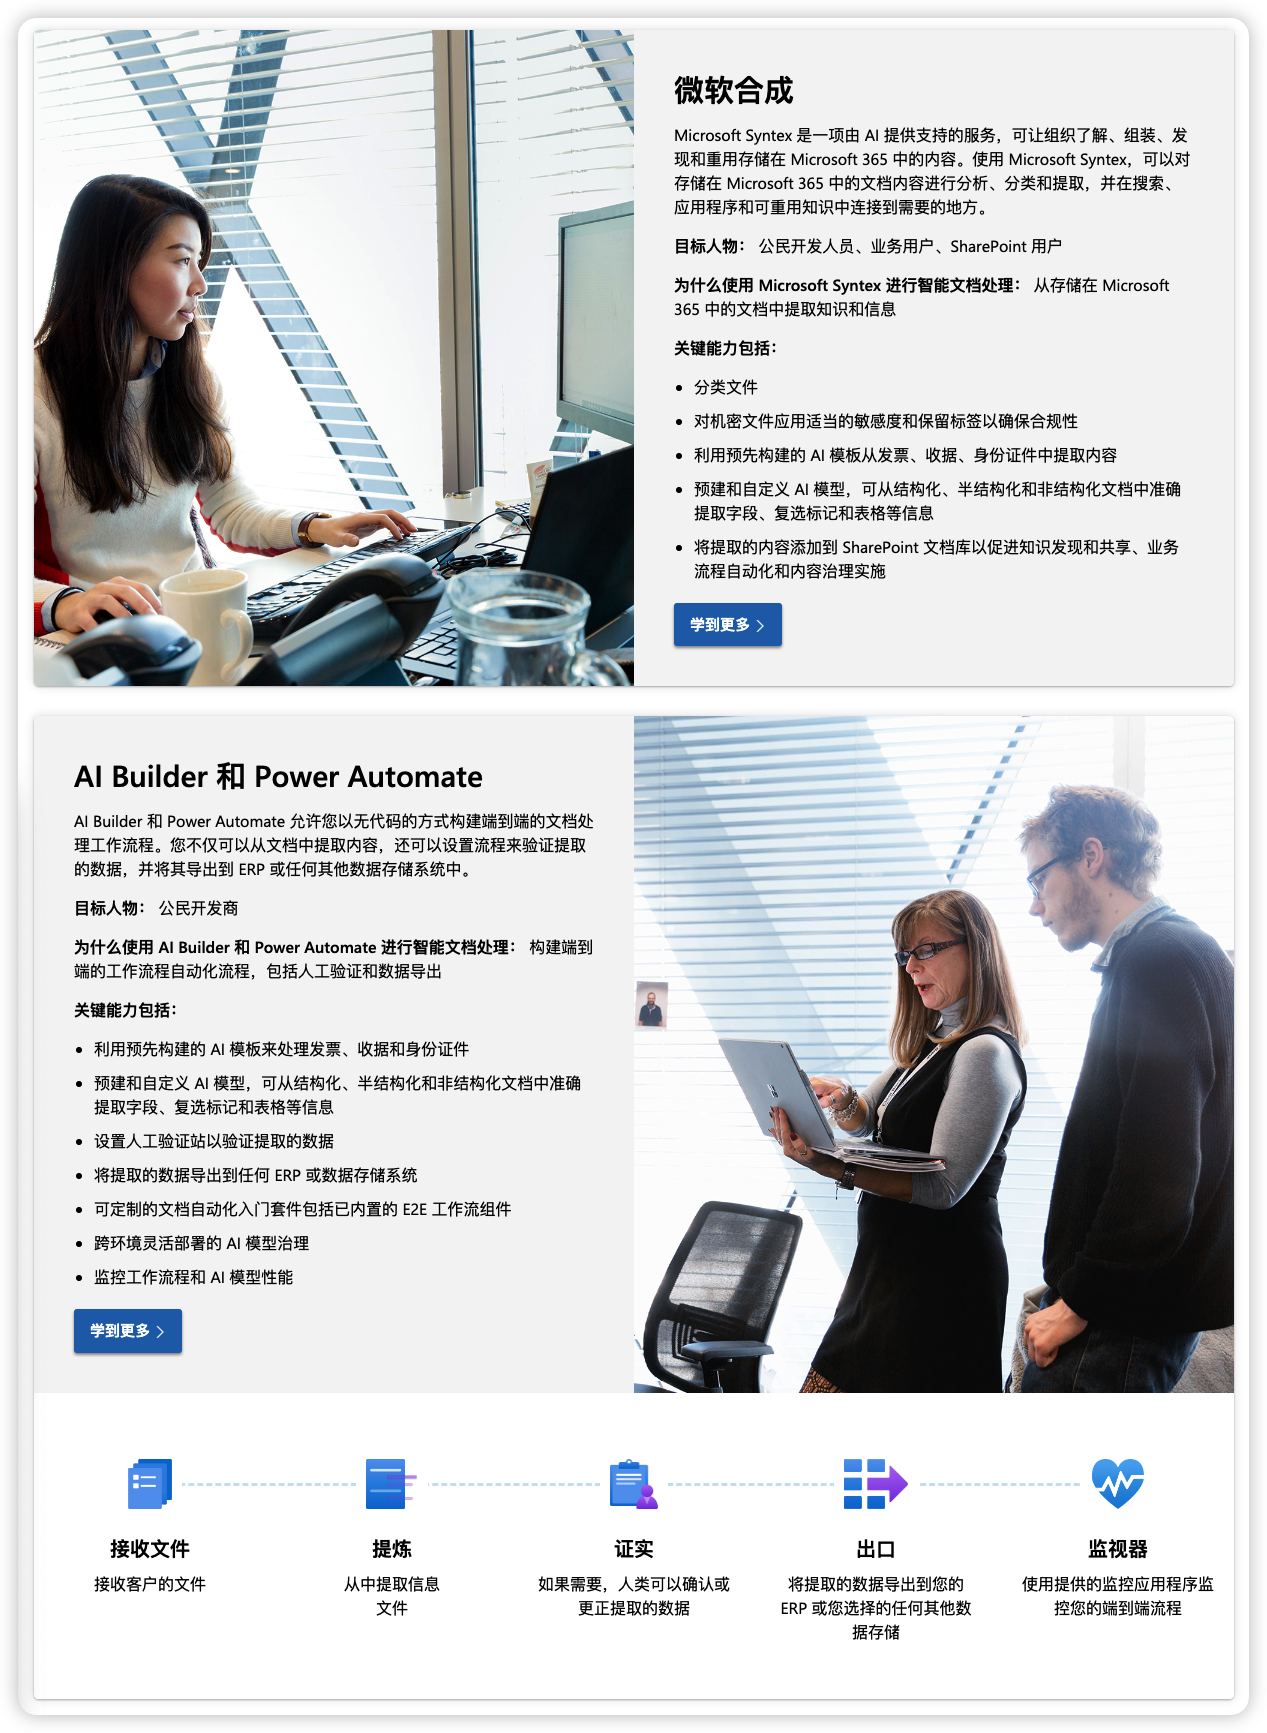 微软合成
Microsoft Syntex 是一项由 AI 提供支持的服务，可让组织了解、组装、发
现和重用存储在 Microsoft 365 中的内容。使用 Microsoft Syntex，可以对
存储在 Microsoft 365 中的文档内容进行分析、分类和提取，并在搜索、
应用程序和可重用知识中连接到需要的地方。
目标人物： 公民开发人员、业务用户、SharePoint 用户
为什么使用 Microsoft Syntex 进行智能文档处理： 从存储在 Microsoft
365 中的文档中提取知识和信息
关键能力包括：
• 分类文件
• 对机密文件应用适当的敏感度和保留标签以确保合规性
• 利用预先构建的 AI 模板从发票、收据、身份证件中提取内容
• 预建和自定义 AI 模型，可从结构化、半结构化和非结构化文档中准确
提取字段、复选标记和表格等信息
• 将提取的内容添加到 SharePoint 文档库以促进知识发现和共享、业务
流程自动化和内容治理实施
学到更多 >
AI Builder 和 Power Automate
AI Builder 和 Power Automate 允许您以无代码的方式构建端到端的文档处
理工作流程。您不仅可以从文档中提取内容，还可以设置流程来验证提取
的数据，并将其导出到 ERP 或任何其他数据存储系统中。
目标人物： 公民开发商
为什么使用 AI Builder 和 Power Automate 进行智能文档处理： 构建端到
端的工作流程自动化流程，包括人工验证和数据导出
关键能力包括：
• 利用预先构建的 AI 模板来处理发票、收据和身份证件
• 预建和自定义 AI 模型，可从结构化、半结构化和非结构化文档中准确
提取字段、复选标记和表格等信息
• 设置人工验证站以验证提取的数据
• 将提取的数据导出到任何 ERP 或数据存储系统
• 可定制的文档自动化入门套件包括已内置的 E2E 工作流组件
• 跨环境灵活部署的 AI 模型治理
• 监控工作流程和 AI 模型性能
学到更多 >
接收文件
接收客户的文件
提炼
从中提取信息
文件
证实
如果需要，人类可以确认或
更正提取的数据
出口
将提取的数据导出到您的
ERP 或您选择的任何其他数
据存储
监视器
使用提供的监控应用程序监
控您的端到端流程